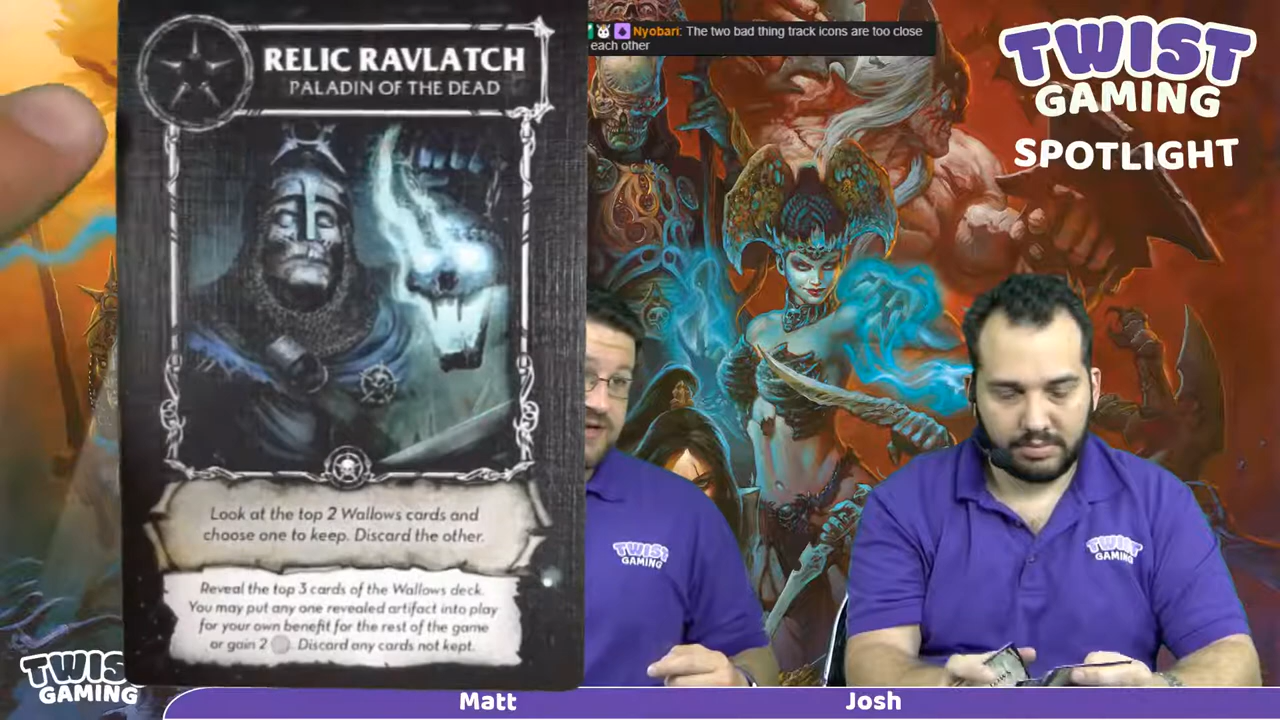 RELIC RAVLATCH
PALADIN OF THE DEAD
Look at the top 2 Wallows cards and
choose one to keep. Discard the other.
Reveal the top 3 cards of the Wallows deck.
You may put any one revealed artifact into play
for your own benefit for the rest of the game
or gain 2 . Discard any cards not kept.
Nyobari: The two bad thing track icons are too close
each other
TWIST
GAMING
SPOTLIGHT
TWIST
GAMING
TWIST
GAMING
TWIS
GAMING
Matt
Josh